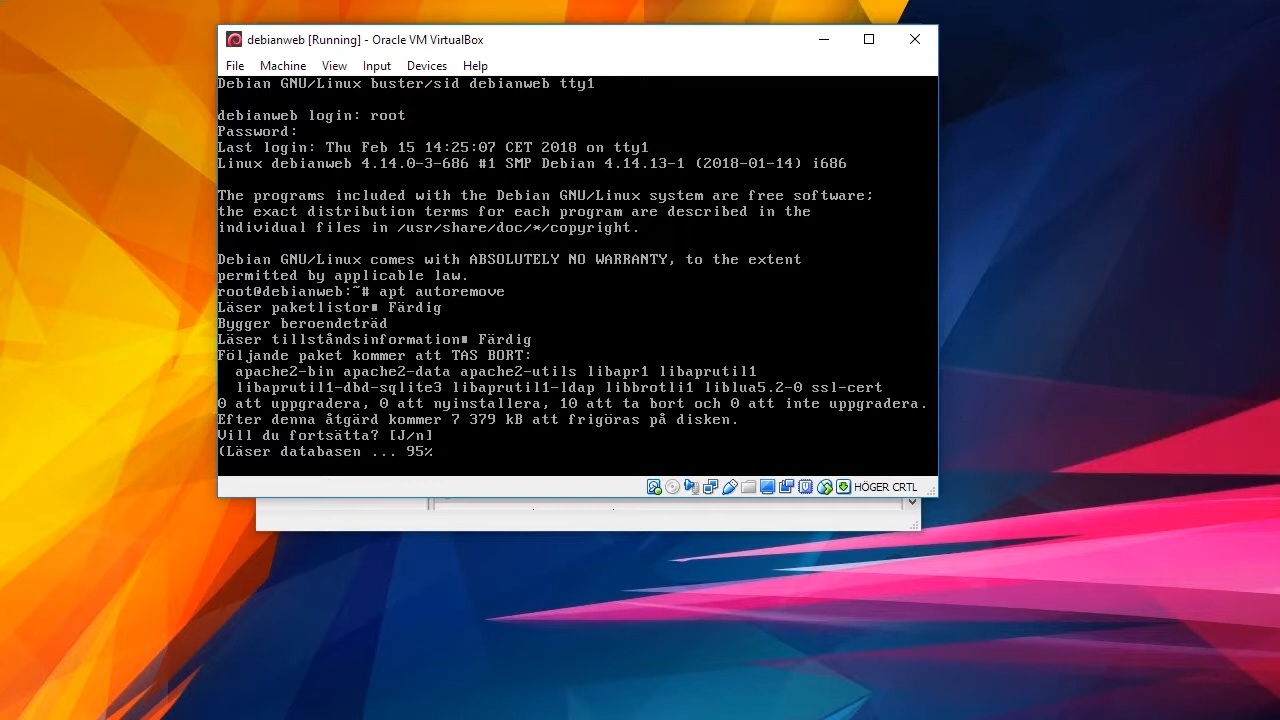 debianweb [Running] - Oracle VM VirtualBox
File Machine View Input Devices Help
Debian GNU/Linux buster/sid debianweb tty1
debianweb login: root
Password:
Last login: Thu Feb 15 14:25:07 CET 2018 on tty1
Linux debianweb 4.14.0-3-686 #1 SMP Debian 4.14.13-1 (2018-01-14) i686
The programs included with the Debian GNU/Linux system are free software;
the exact distribution terms for each program are described in the
individual files in /usr/share/doc/*/copyright.
Debian GNU/Linux comes with ABSOLUTELY NO WARRANTY, to the extent
permitted by applicable law.
root@debianweb:~# apt autoremove
Läser paketlistor■ Färdig
Bygger beroendeträd
Läser tillståndsinformation■ Färdig
Följande paket kommer att TAS BORT:
apache2-bin apache2-data apache2-utils libapr1 libaprutil1
libaprutil1-dbd-sqlite3 libaprutil1-ldap libbrotli1 liblua5.2-0 ssl-cert
0 att uppgradera, 0 att nyinstallera, 10 att ta bort och 0 att inte uppgradera.
Efter denna åtgärd kommer 7 379 kB att frigöras på disken.
Vill du fortsätta? [J/n]
(Läser databasen ... 95%
HÖGER CRTL